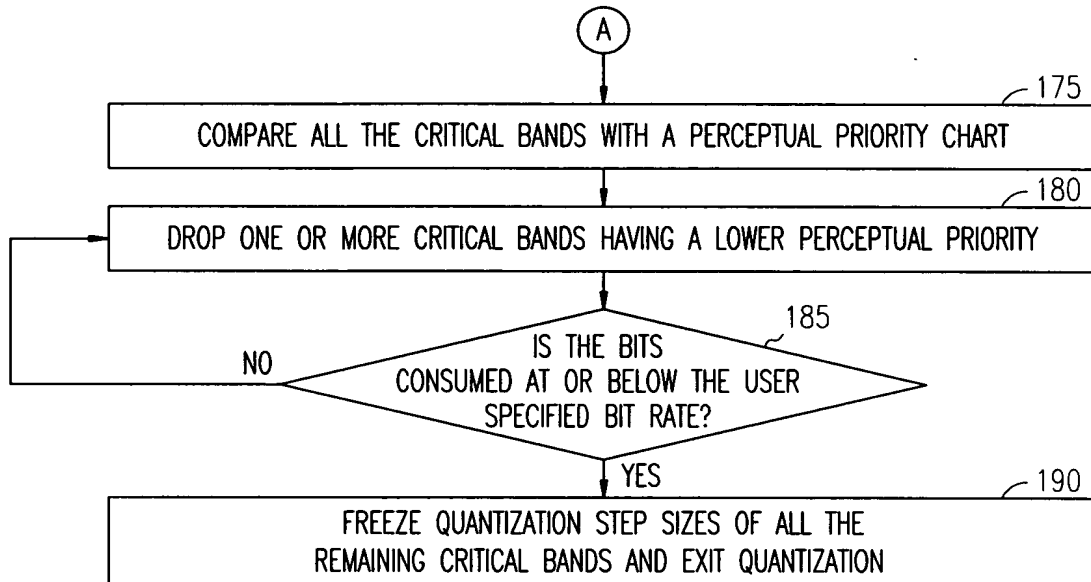 A
175
COMPARE ALL THE CRITICAL BANDS WITH A PERCEPTUAL PRIORITY CHART
180
DROP ONE OR MORE CRITICAL BANDS HAVING A LOWER PERCEPTUAL PRIORITY
185
IS THE BITS
CONSUMED AT OR BELOW THE USER
SPECIFIED BIT RATE?
NO
YES
190
FREEZE QUANTIZATION STEP SIZES OF ALL THE
REMAINING CRITICAL BANDS AND EXIT QUANTIZATION